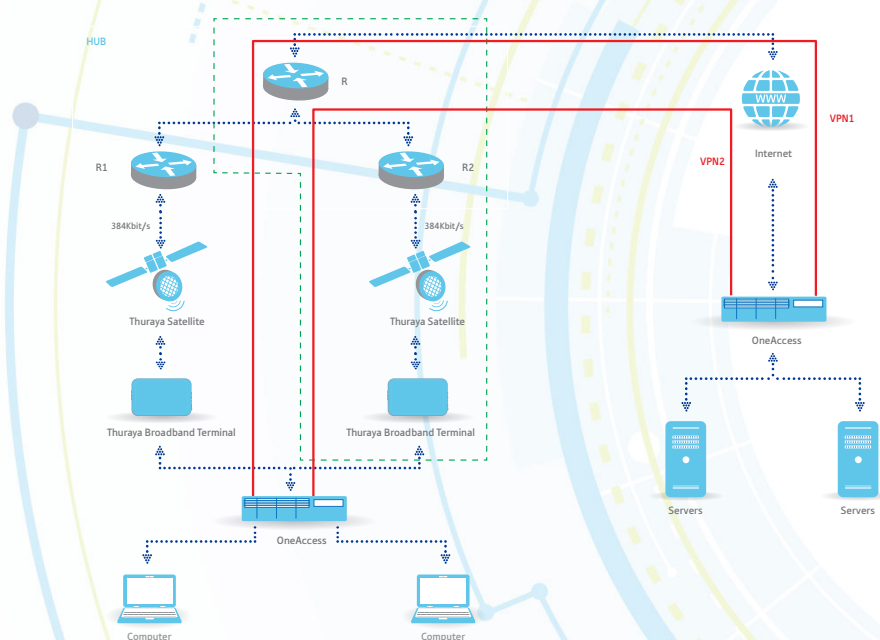 HUB
R
WWW
VPN1
Internet
VPN2
R1
R2
384Kbit/s
384Kbit/s
Thuraya Satellite
Thuraya Satellite
OneAccess
Thuraya Broadband Terminal
Thuraya Broadband Terminal
Servers
Servers
OneAccess
Computer
Computer